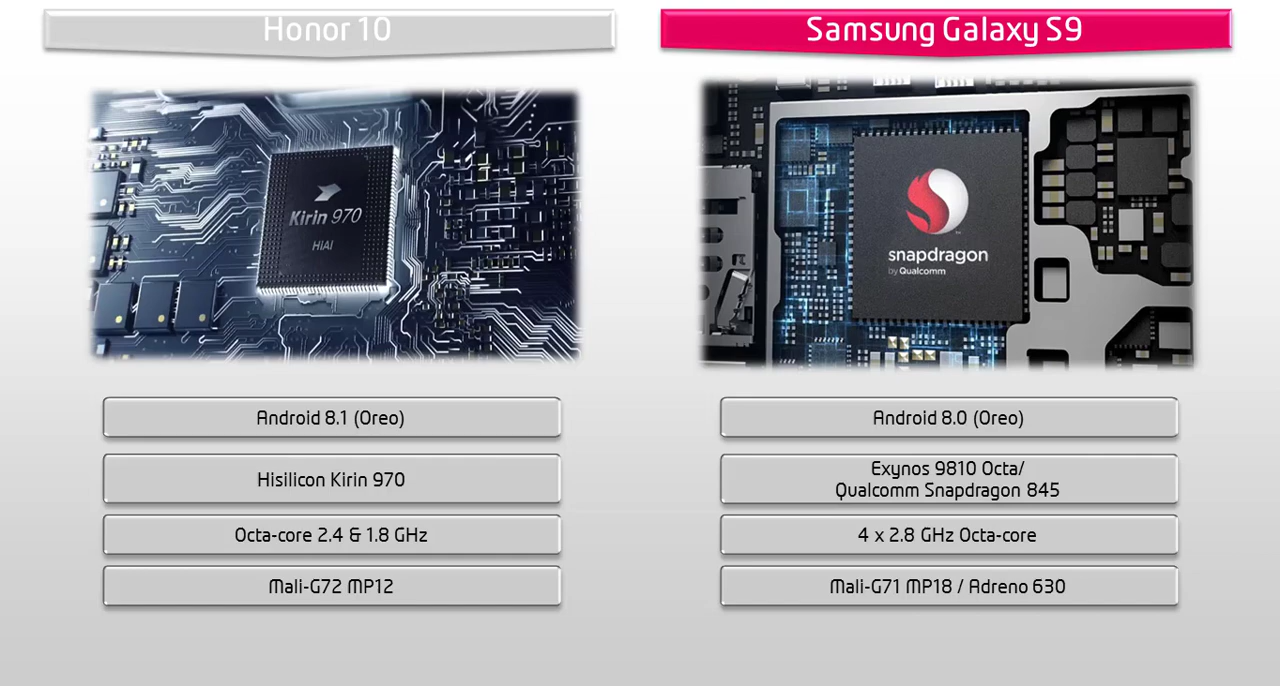 Honor 10
Samsung Galaxy S9
Kirin 970
HIAI
snapdragon
by Qualcomm
Android 8.1 (Oreo)
Hisilicon Kirin 970
Octa-core 2.4 & 1.8 GHz
Mali-G72 MP12
Android 8.0 (Oreo)
Exynos 9810 Octa/
Qualcomm Snapdragon 845
4 x 2.8 GHz Octa-core
Mali-G71 MP18 / Adreno 630